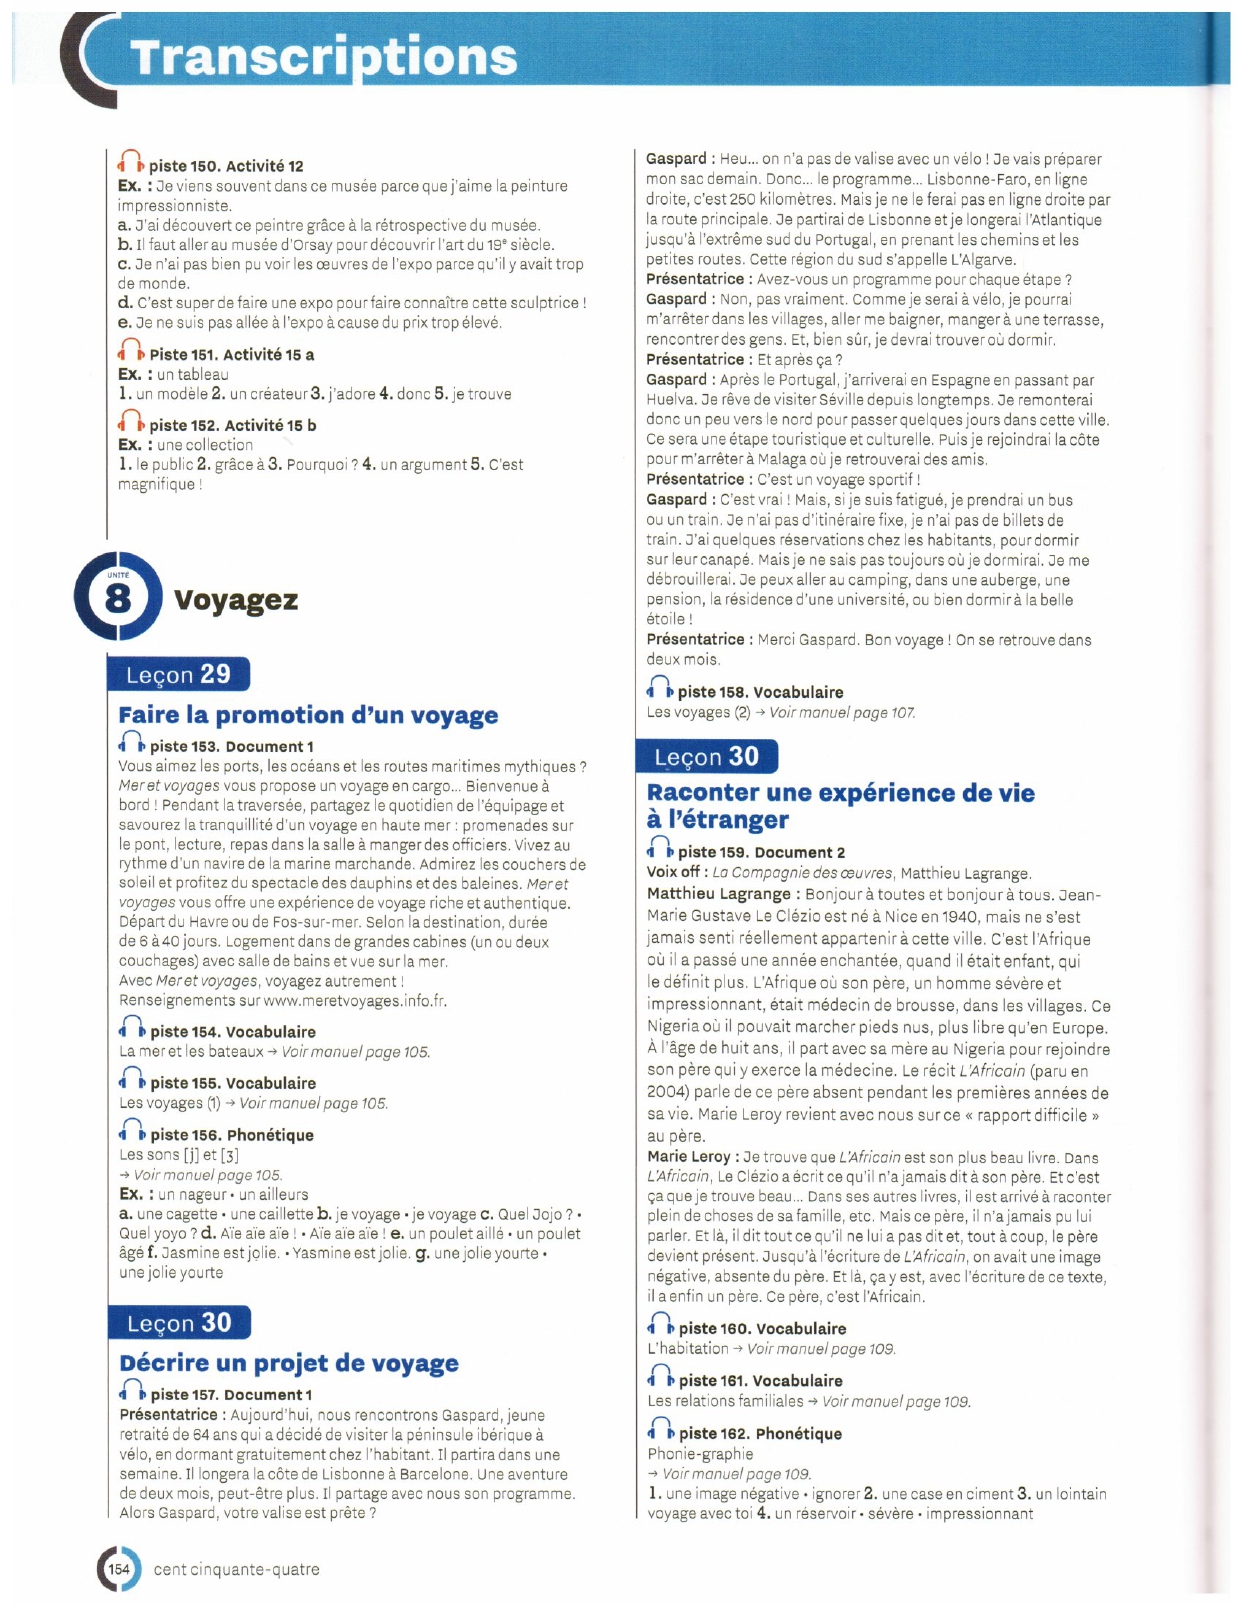 Transcriptions
piste 150. Activité 12
Ex. : Je viens souvent dans ce musée parce que j'aime la peinture
impressionniste.
a. J'ai découvert ce peintre grâce à la rétrospective du musée.
b. Il faut aller au musée d'Orsay pour découvrir l'art du 19e siècle.
c. Je n'ai pas bien pu voir les œuvres de l'expo parce qu'il y avait trop
de monde.
d. C'est super de faire une expo pour faire connaître cette sculptrice !
e. Je ne suis pas allée à l'expo à cause du prix trop élevé.
Piste 151. Activité 15 a
Ex. : un tableau
1. un modèle 2. un créateur 3. j'adore 4. donc 5. je trouve
piste 152. Activité 15 b
Ex. : une collection
1. le public 2. grâce à 3. Pourquoi ? 4. un argument 5. C'est
magnifique !
UNITÉ
8
Voyagez
Leçon 29
Faire la promotion d'un voyage
piste 153. Document 1
Vous aimez les ports, les océans et les routes maritimes mythiques ?
Mer et voyages vous propose un voyage en cargo... Bienvenue à
bord ! Pendant la traversée, partagez le quotidien de l'équipage et
savourez la tranquillité d'un voyage en haute mer : promenades sur
le pont, lecture, repas dans la salle à manger des officiers. Vivez au
rythme d'un navire de la marine marchande. Admirez les couchers de
soleil et profitez du spectacle des dauphins et des baleines. Mer et
voyages vous offre une expérience de voyage riche et authentique.
Départ du Havre ou de Fos-sur-mer. Selon la destination, durée
de 6 à 40 jours. Logement dans de grandes cabines (un ou deux
couchages) avec salle de bains et vue sur la mer.
Avec Mer et voyages, voyagez autrement !
Renseignements sur www.meretvoyages.info.fr.
piste 154. Vocabulaire
La mer et les bateaux → Voir manuel page 105.
piste 155. Vocabulaire
Les voyages (1) → Voir manuel page 105.
piste 156. Phonétique
Les sons [j] et [ʒ]
→ Voir manuel page 105.
Ex. : un nageur • un ailleurs
a. une cagette • une caillette b. je voyage • je voyage c. Quel Jojo ? •
Quel yoyo ? d. Aïe aïe aïe ! • Aïe aïe aïe ! e. un poulet aillé • un poulet
âgé f. Jasmine est jolie. • Yasmine est jolie. g. une jolie yourte •
une jolie yourte
Leçon 30
Décrire un projet de voyage
piste 157. Document 1
Présentatrice : Aujourd'hui, nous rencontrons Gaspard, jeune
retraité de 64 ans qui a décidé de visiter la péninsule ibérique à
vélo, en dormant gratuitement chez l'habitant. Il partira dans une
semaine. Il longera la côte de Lisbonne à Barcelone. Une aventure
de deux mois, peut-être plus. Il partage avec nous son programme.
Alors Gaspard, votre valise est prête ?
Gaspard : Heu... on n'a pas de valise avec un vélo ! Je vais préparer
mon sac demain. Donc... le programme... Lisbonne-Faro, en ligne
droite, c'est 250 kilomètres. Mais je ne le ferai pas en ligne droite par
la route principale. Je partirai de Lisbonne et je longerai l'Atlantique
jusqu'à l'extrême sud du Portugal, en prenant les chemins et les
petites routes. Cette région du sud s'appelle L'Algarve.
Présentatrice : Avez-vous un programme pour chaque étape ?
Gaspard : Non, pas vraiment. Comme je serai à vélo, je pourrai
m'arrêter dans les villages, aller me baigner, manger à une terrasse,
rencontrer des gens. Et, bien sûr, je devrai trouver où dormir.
Présentatrice : Et après ça ?
Gaspard : Après le Portugal, j'arriverai en Espagne en passant par
Huelva. Je rêve de visiter Séville depuis longtemps. Je remonterai
donc un peu vers le nord pour passer quelques jours dans cette ville.
Ce sera une étape touristique et culturelle. Puis je rejoindrai la côte
pour m'arrêter à Malaga où je retrouverai des amis.
Présentatrice : C'est un voyage sportif !
Gaspard : C'est vrai ! Mais, si je suis fatigué, je prendrai un bus
ou un train. Je n'ai pas d'itinéraire fixe, je n'ai pas de billets de
train. J'ai quelques réservations chez les habitants, pour dormir
sur leur canapé. Mais je ne sais pas toujours où je dormirai. Je me
débrouillerai. Je peux aller au camping, dans une auberge, une
pension, la résidence d'une université, ou bien dormir à la belle
étoile !
Présentatrice : Merci Gaspard. Bon voyage ! On se retrouve dans
deux mois.
piste 158. Vocabulaire
Les voyages (2) → Voir manuel page 107.
Leçon 30
Raconter une expérience de vie
à l'étranger
piste 159. Document 2
Voix off : La Compagnie des œuvres, Matthieu Lagrange.
Matthieu Lagrange : Bonjour à toutes et bonjour à tous. Jean-
Marie Gustave Le Clézio est né à Nice en 1940, mais ne s'est
jamais senti réellement appartenir à cette ville. C'est l'Afrique
où il a passé une année enchantée, quand il était enfant, qui
le définit plus. L'Afrique où son père, un homme sévère et
impressionnant, était médecin de brousse, dans les villages. Ce
Nigeria où il pouvait marcher pieds nus, plus libre qu'en Europe.
À l'âge de huit ans, il part avec sa mère au Nigeria pour rejoindre
son père qui y exerce la médecine. Le récit L'Africain (paru en
2004) parle de ce père absent pendant les premières années de
sa vie. Marie Leroy revient avec nous sur ce « rapport difficile »
au père.
Marie Leroy : Je trouve que L'Africain est son plus beau livre. Dans
L'Africain, Le Clézio a écrit ce qu'il n'a jamais dit à son père. Et c'est
ça que je trouve beau... Dans ses autres livres, il est arrivé à raconter
plein de choses de sa famille, etc. Mais ce père, il n'a jamais pu lui
parler. Et là, il dit tout ce qu'il ne lui a pas dit et, tout à coup, le père
devient présent. Jusqu'à l'écriture de L'Africain, on avait une image
négative, absente du père. Et là, ça y est, avec l'écriture de ce texte,
il a enfin un père. Ce père, c'est l'Africain.
piste 160. Vocabulaire
L'habitation → Voir manuel page 109.
piste 161. Vocabulaire
Les relations familiales → Voir manuel page 109.
piste 162. Phonétique
Phonie-graphie
→ Voir manuel page 109.
1. une image négative • ignorer 2. une case en ciment 3. un lointain
voyage avec toi 4. un réservoir • sévère • impressionnant
154 cent cinquante-quatre